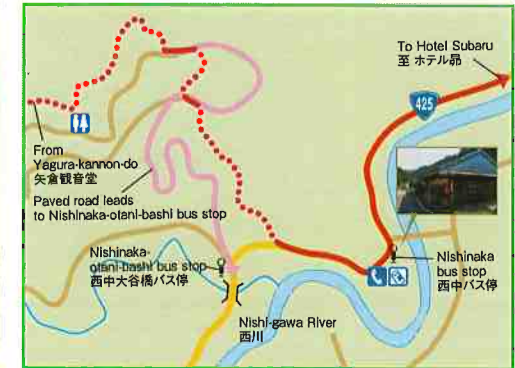 To Hotel Subaru
至 ホテル昴
425
From
Yagura-kannon-do
矢倉観音堂
Paved road leads
to Nishinaka-otani-bashi bus stop
Nishinaka-
otani-bashi bus stop
西中大谷橋バス停
Nishinaka
bus stop
西中バス停
Nishi-gawa River
西川